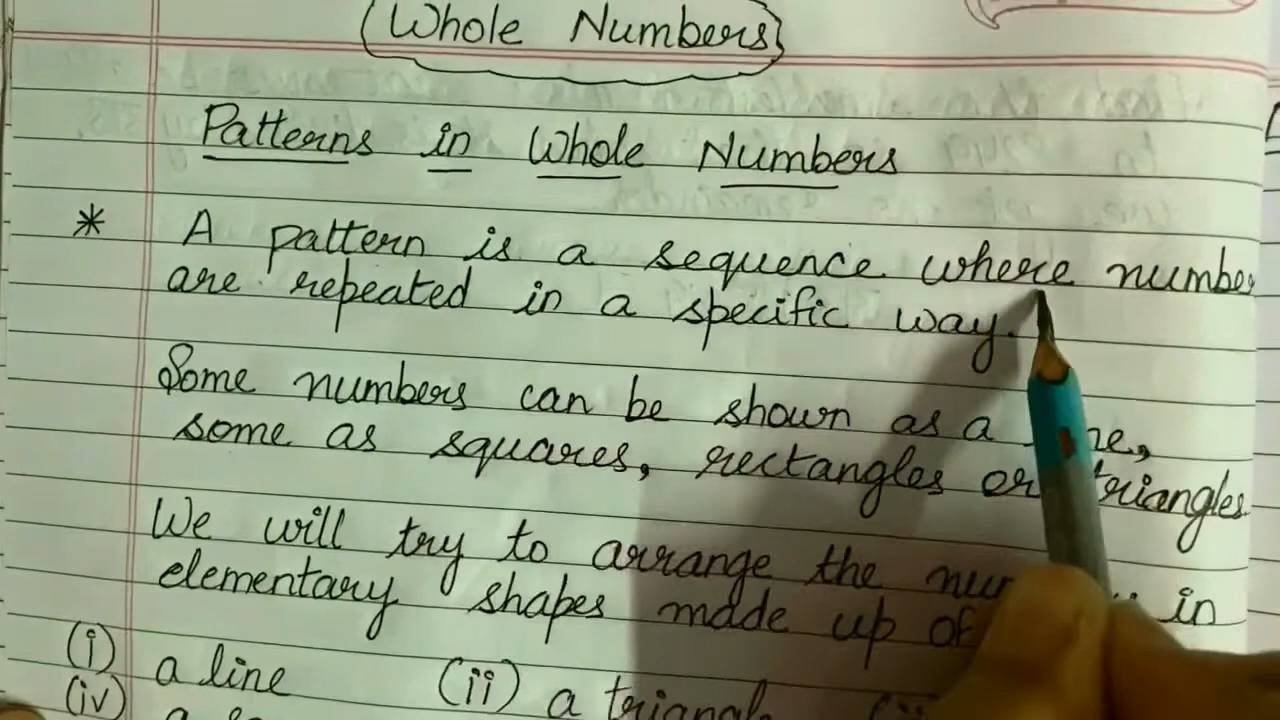 Whole Numbers
Patterns in Whole Numbers
* A pattern is a sequence where number
are repeated in a specific way.
Some numbers can be shown as a
some as squares, rectangles or triangles
We will try to arrange the in
elementary shapes made up of
(i) a line (ii) a
(iv) a